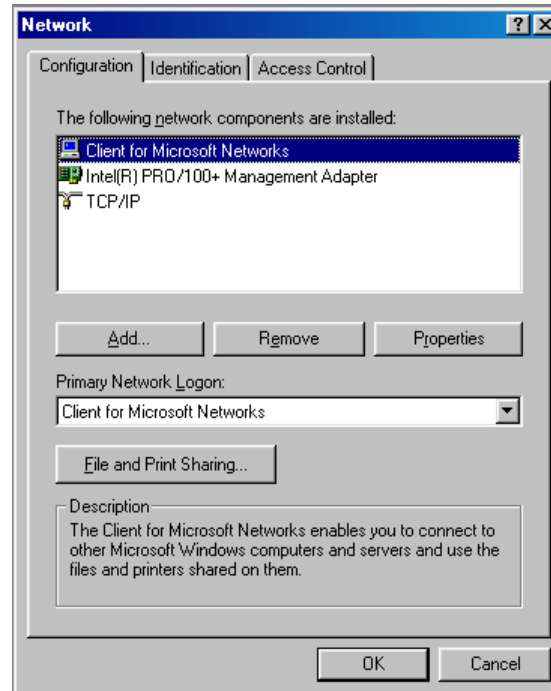 Network
Configuration Identification Access Control
The following network components are installed:
Client for Microsoft Networks
Intel(R) PRO/100+ Management Adapter
TCP/IP
Add... Remove Properties
Primary Network Logon:
Client for Microsoft Networks
File and Print Sharing...
Description
The Client for Microsoft Networks enables you to connect to
other Microsoft Windows computers and servers and use the
files and printers shared on them.
OK Cancel